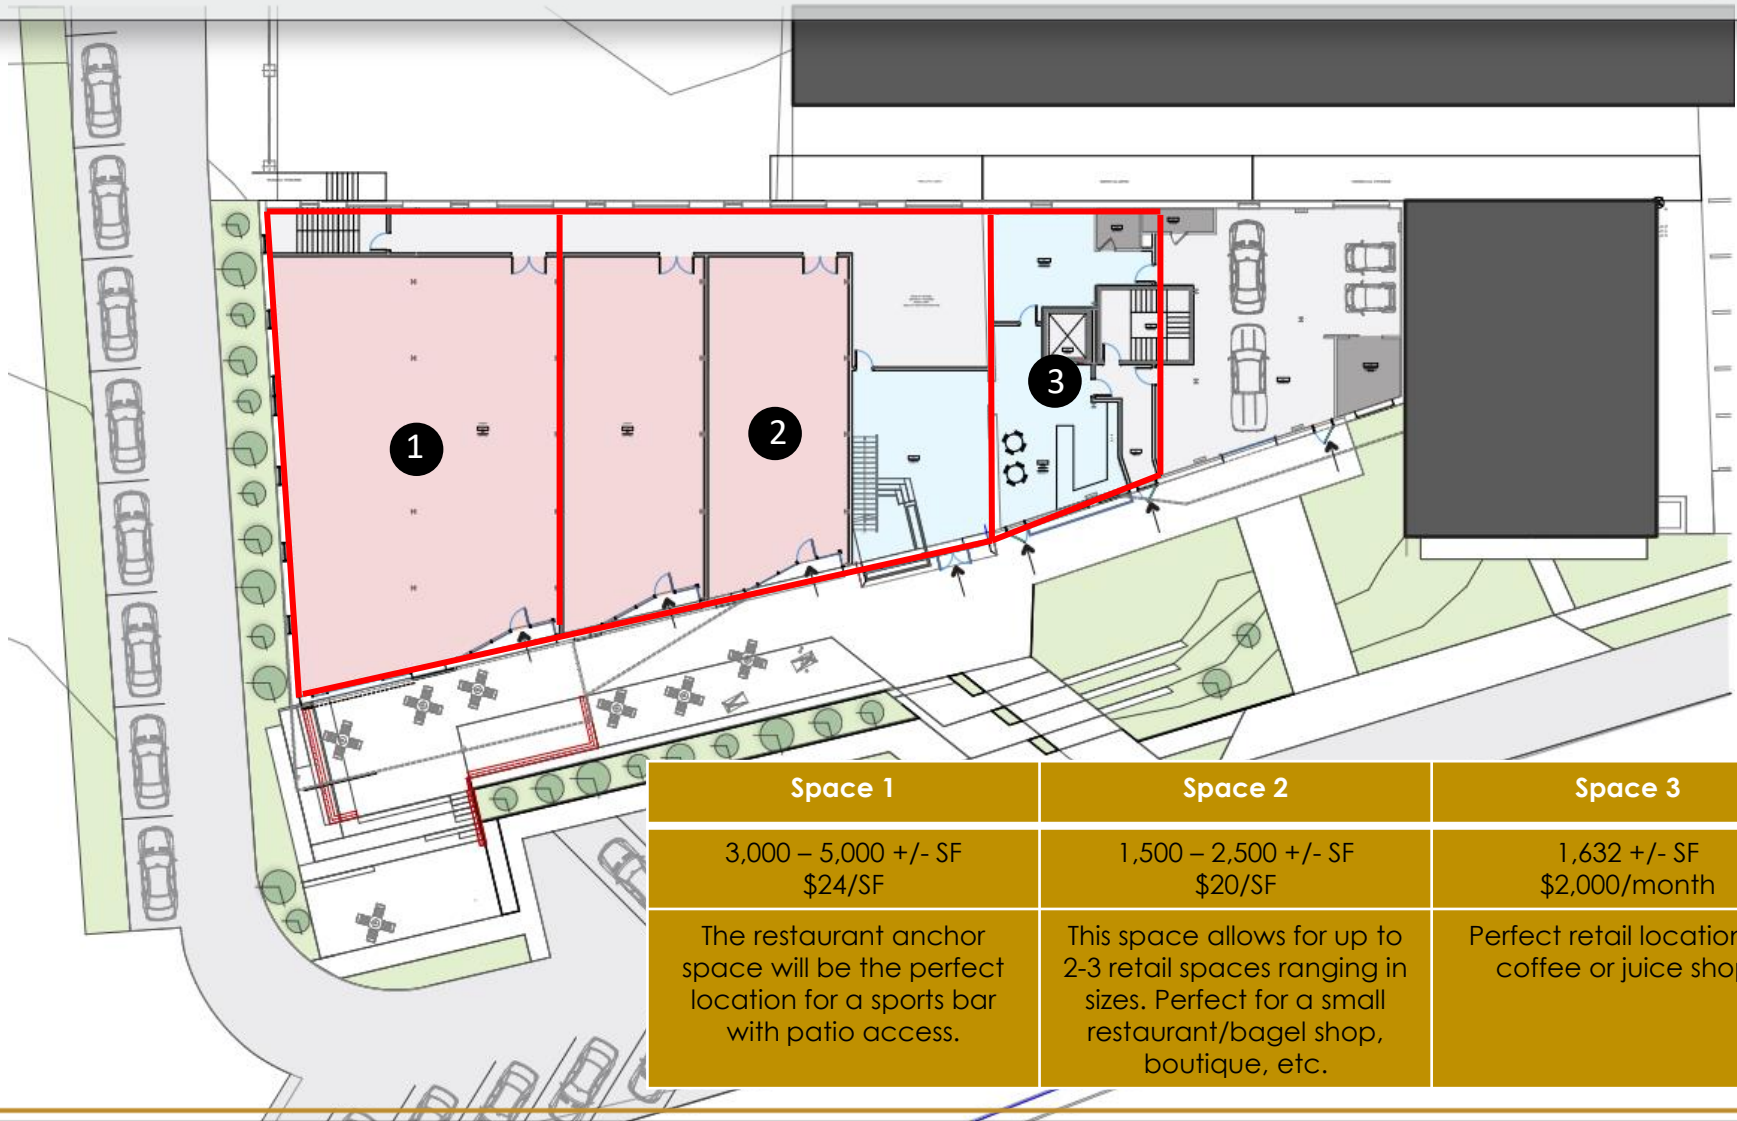 1
2
3
Space 1
Space 2
Space 3
3,000 – 5,000 +/- SF
$24/SF
1,500 – 2,500 +/- SF
$20/SF
1,632 +/- SF
$2,000/month
The restaurant anchor
space will be the perfect
location for a sports bar
with patio access.
This space allows for up to
2-3 retail spaces ranging in
sizes. Perfect for a small
restaurant/bagel shop,
boutique, etc.
Perfect retail location
coffee or juice sho